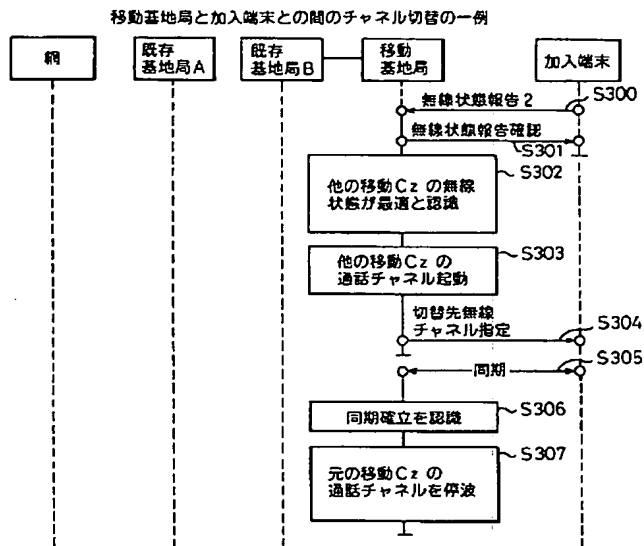 移動基地局と加入端末との間のチャネル切替の一例
網
既存
基地局A
既存
基地局B
移動
基地局
加入端末
無線状態報告2
S300
無線状態報告確認
S301
他の移動Czの無線
状態が最適と認識
S302
他の移動Czの
通話チャネル起動
S303
切替先無線
チャネル指定
S304
同期
S305
同期確立を認識
S306
元の移動Czの
通話チャネルを停波
S307